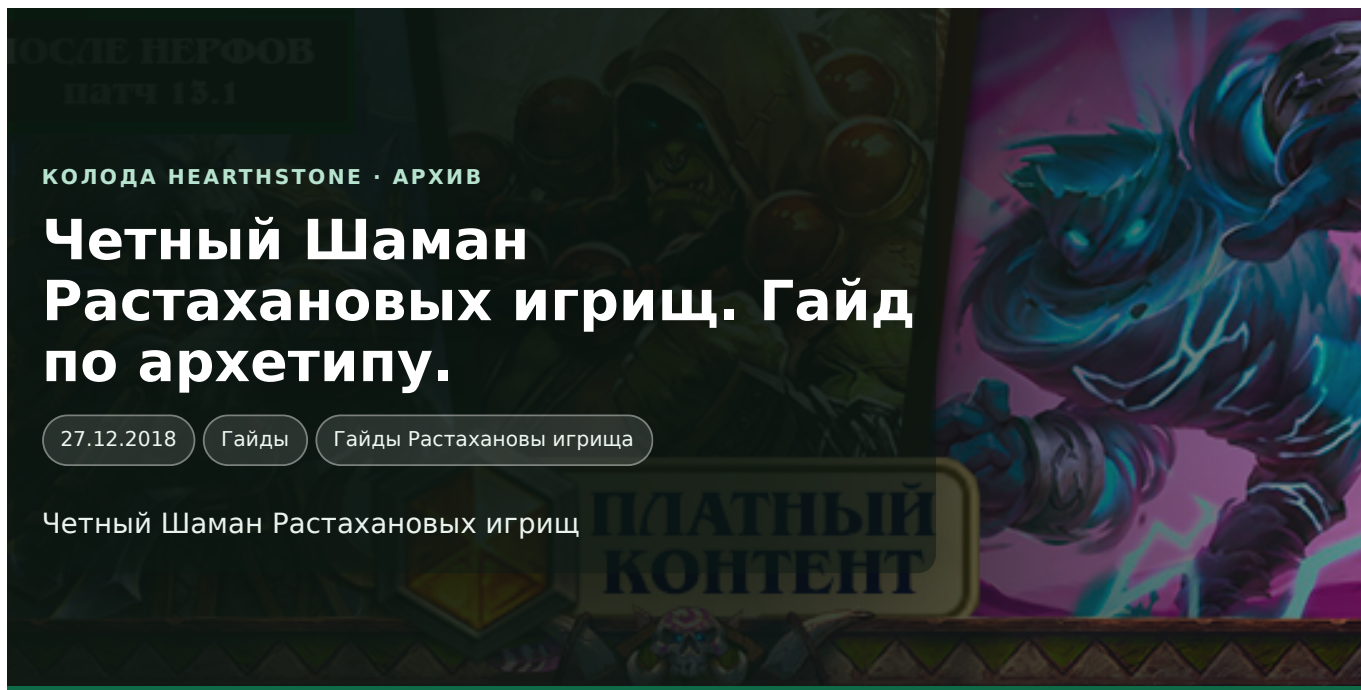 ПОСЛЕ НЕРФОВ
патч 13.1
КОЛОДА HEARTHSTONE · АРХИВ
Четный Шаман
Растахановых игрищ. Гайд
по архетипу.
27.12.2018 Гайды Гайды Растахановы игрища
Четный Шаман Растахановых игрищ
ПЛАТНЫЙ
КОНТЕНТ